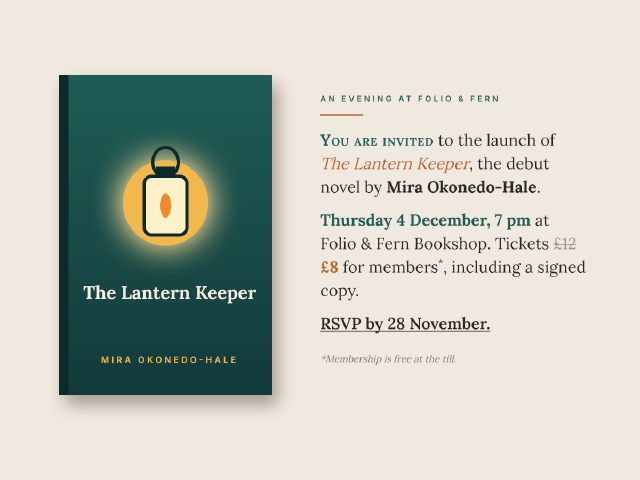 The Lantern Keeper
MIRA OKONEDO-HALE
AN EVENING AT FOLIO & FERN
You are invited to the launch of
The Lantern Keeper, the debut
novel by Mira Okonedo-Hale.
Thursday 4 December, 7 pm at
Folio & Fern Bookshop. Tickets £12
£8 for members*, including a signed
copy.
RSVP by 28 November.
*Membership is free at the till.